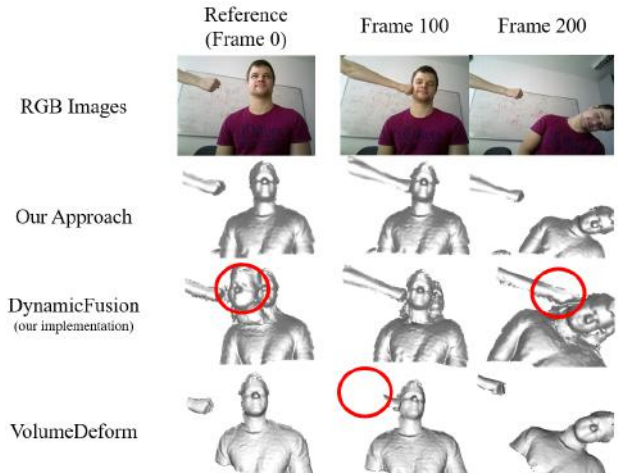 Reference
(Frame 0)
Frame 100
Frame 200
RGB Images
Our Approach
DynamicFusion
(our implementation)
VolumeDeform